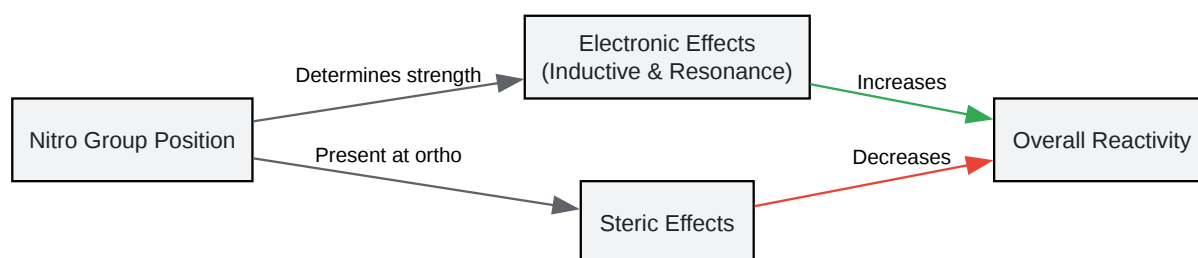 Nitro Group Position
Determines strength
Present at ortho
Electronic Effects
(Inductive & Resonance)
Steric Effects
Increases
Decreases
Overall Reactivity